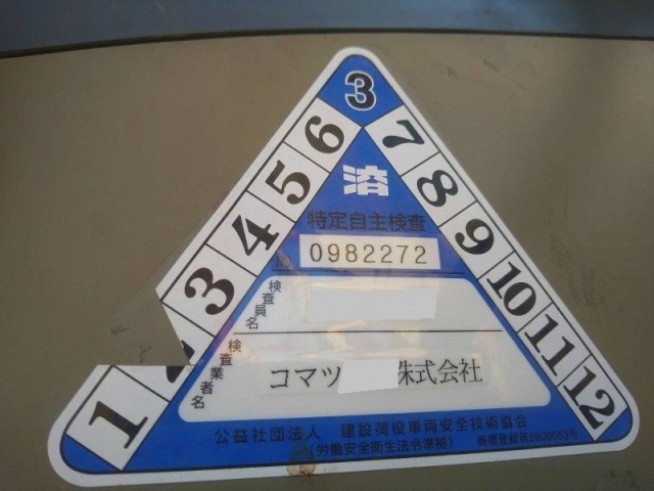 3
6 7
5 8
4 9
3 10
11
1 12
済
特定自主検査
0982272
検査員名
検査業者名
コマツ 株式会社
公益社団法人 建設荷役車両安全技術協会
(労働安全衛生法令準拠)